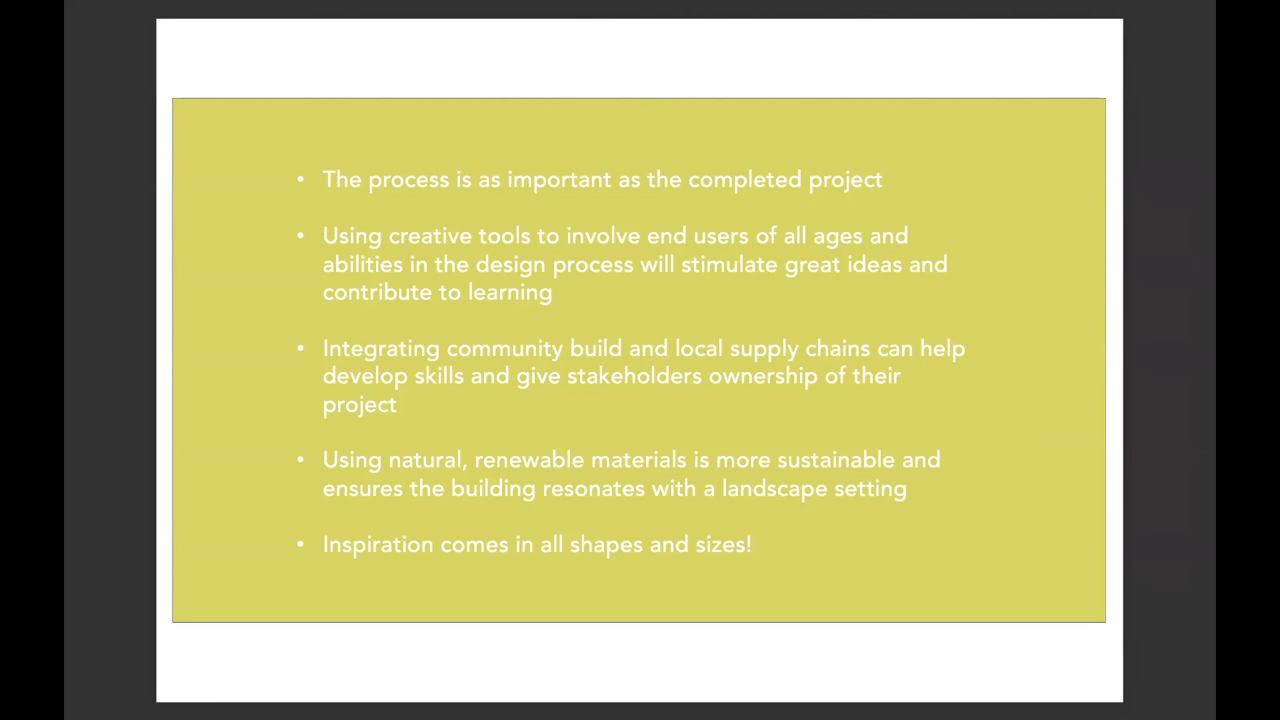 • The process is as important as the completed project
• Using creative tools to involve end users of all ages and
abilities in the design process will stimulate great ideas and
contribute to learning
• Integrating community build and local supply chains can help
develop skills and give stakeholders ownership of their
project
• Using natural, renewable materials is more sustainable and
ensures the building resonates with a landscape setting
• Inspiration comes in all shapes and sizes!